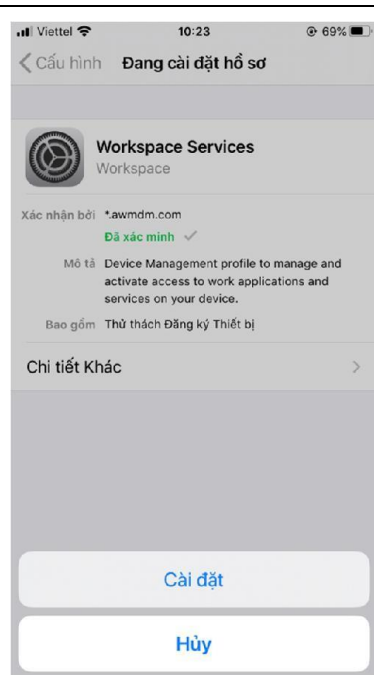 Viettel 10:23 69%
Cấu hình Đang cài đặt hồ sơ
Workspace Services
Workspace
Xác nhận bởi *.awmdm.com
Đã xác minh ✓
Mô tả Device Management profile to manage and
activate access to work applications and
services on your device.
Bao gồm Thử thách Đăng ký Thiết bị
Chi tiết Khác
Cài đặt
Hủy